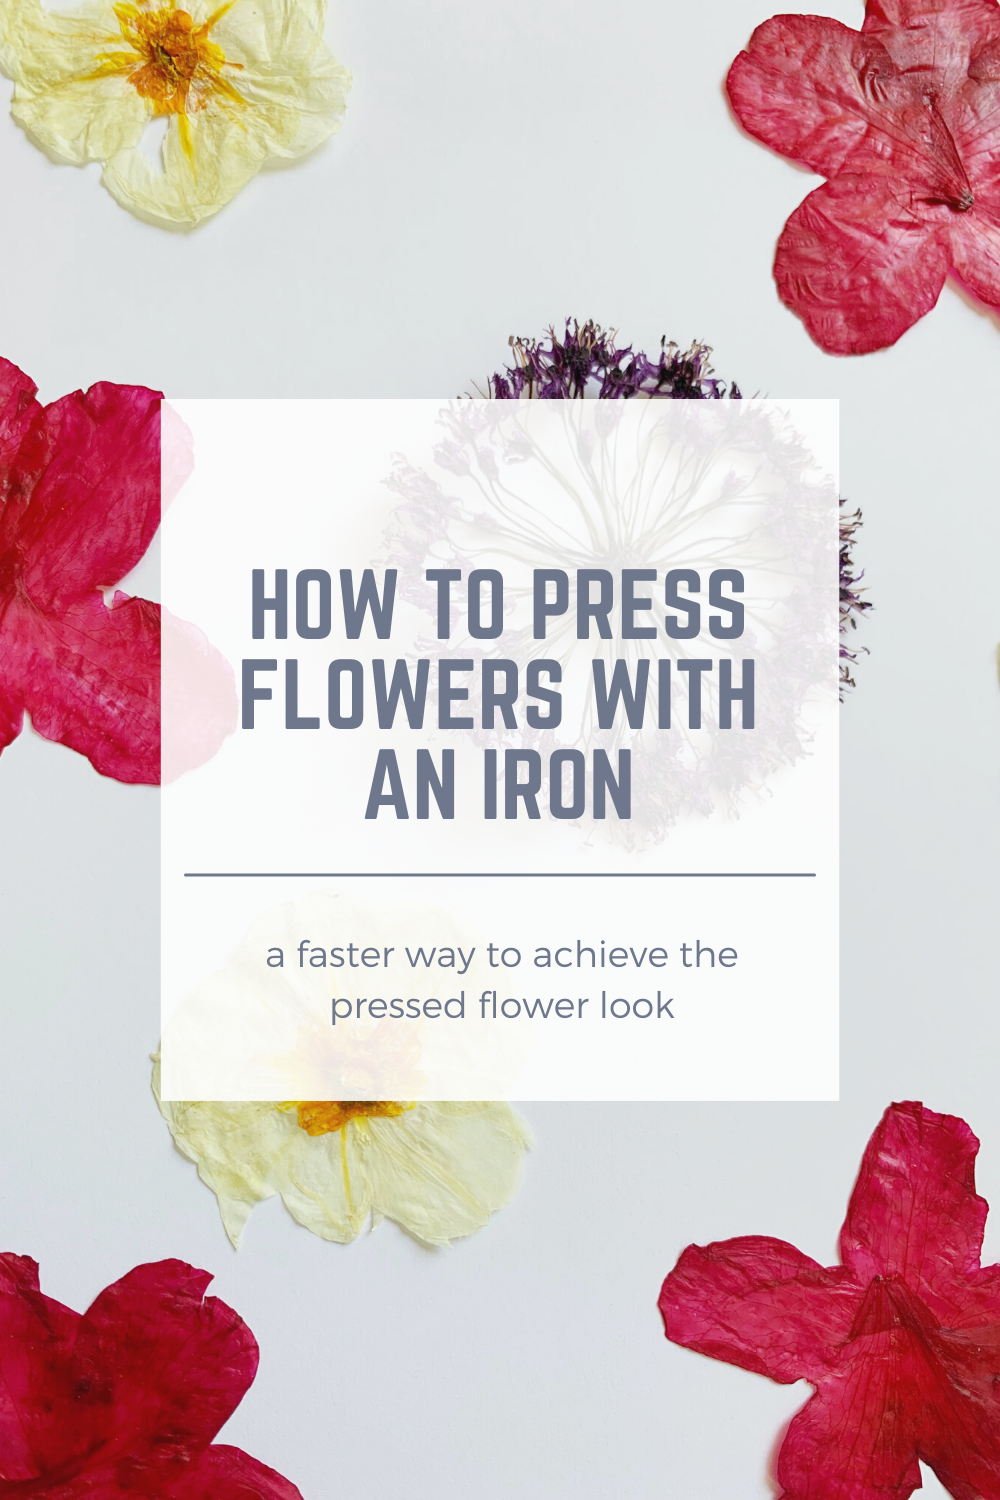 HOW TO PRESS
FLOWERS WITH
AN IRON
a faster way to achieve the
pressed flower look